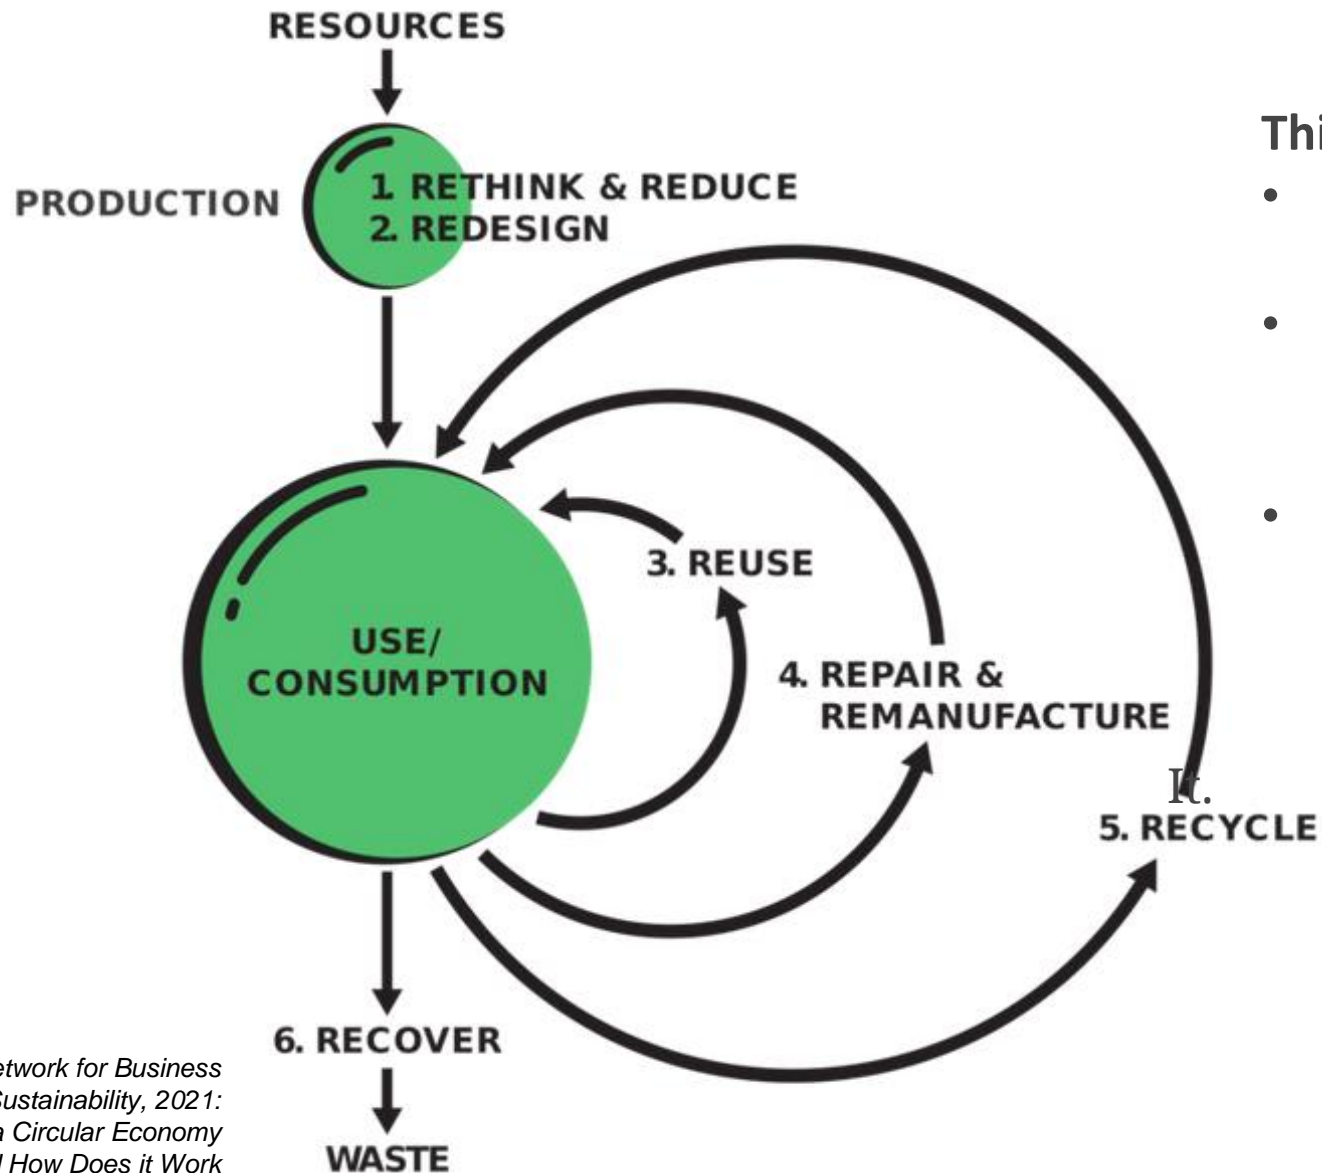 RESOURCES
PRODUCTION
1. RETHINK & REDUCE
2. REDESIGN
3. REUSE
USE/
CONSUMPTION
4. REPAIR &
REMANUFACTURE
It.
5. RECYCLE
6. RECOVER
WASTE
Thi
•
•
•
etwork for Business
Sustainability, 2021:
a Circular Economy
How Does it Work